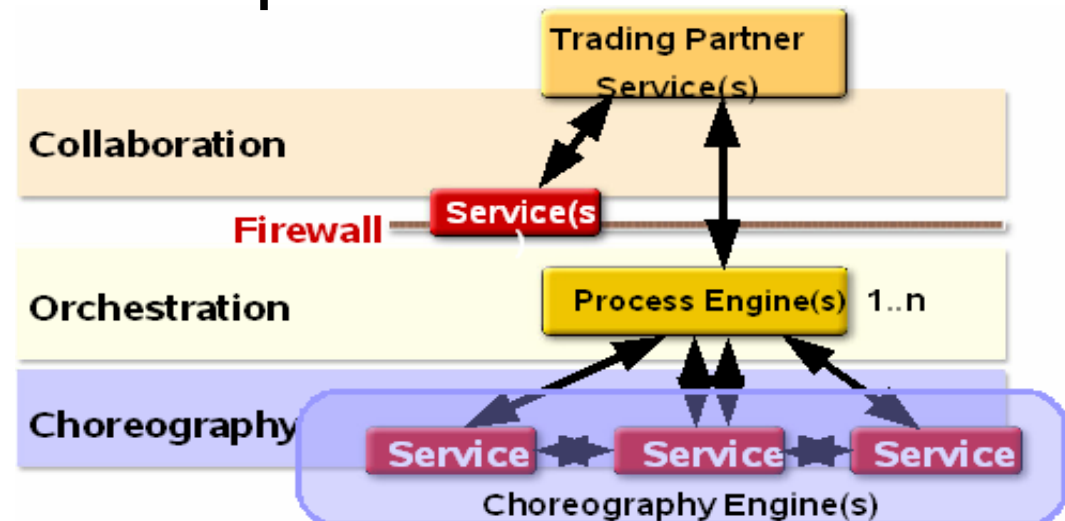 Trading Partner
Service(s)
Collaboration
Service(s
)
Firewall
Orchestration
Process Engine(s) 1..n
Choreography
Service Service Service
Choreography Engine(s)